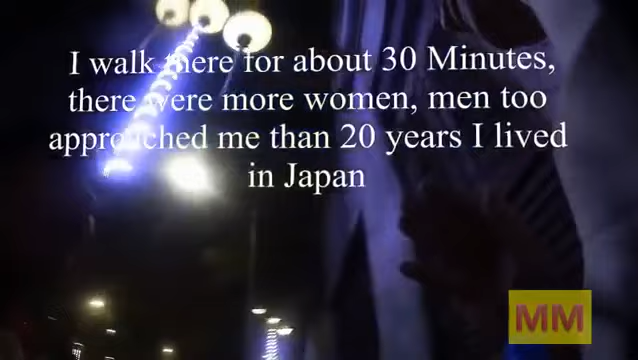 I walk there for about 30 Minutes,
there were more women, men too
approached me than 20 years I lived
in Japan
MM